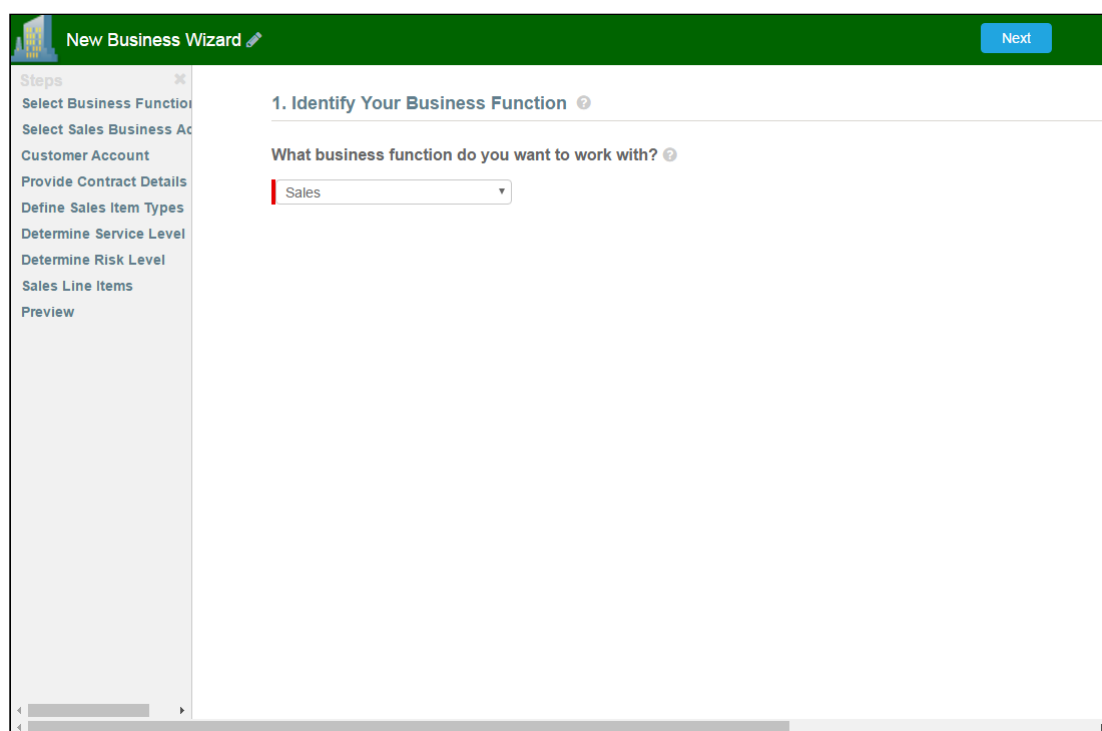 New Business Wizard
Next
Steps
Select Business Function
Select Sales Business Ac
Customer Account
Provide Contract Details
Define Sales Item Types
Determine Service Level
Determine Risk Level
Sales Line Items
Preview
1. Identify Your Business Function
What business function do you want to work with?
Sales